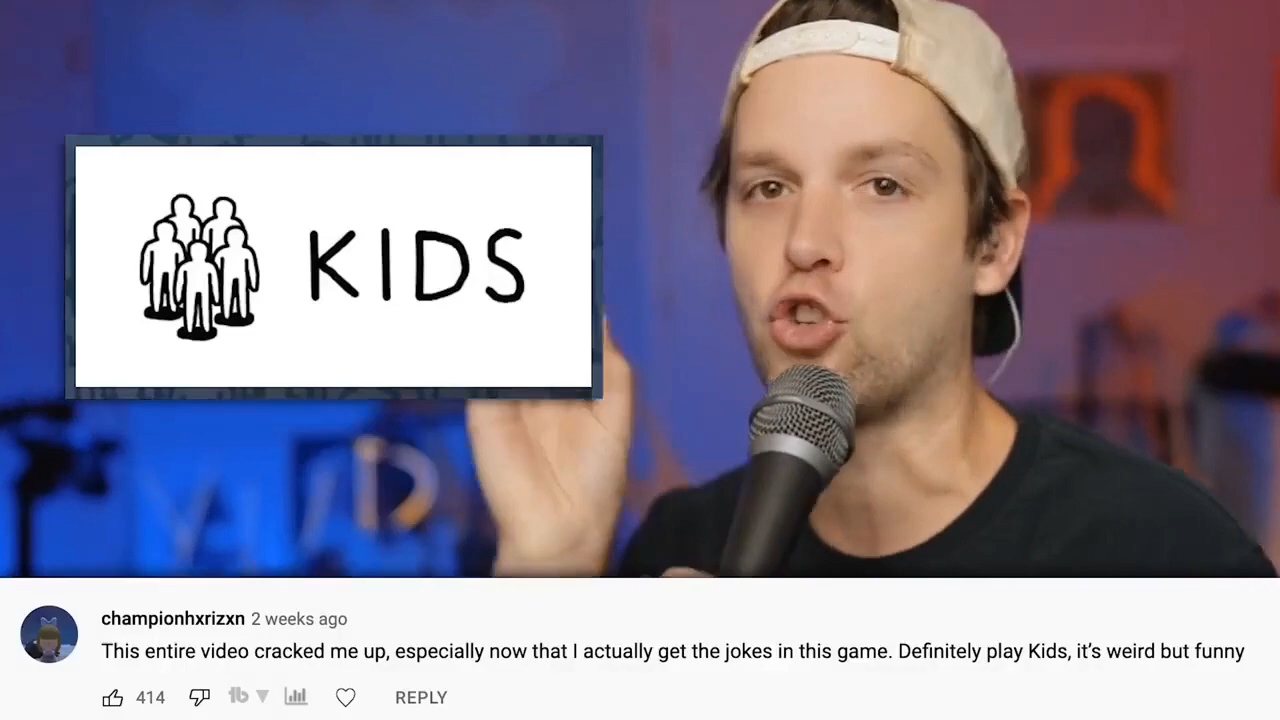 KIDS
championhxrizxn 2 weeks ago
This entire video cracked me up, especially now that I actually get the jokes in this game. Definitely play Kids, it's weird but funny
414
REPLY